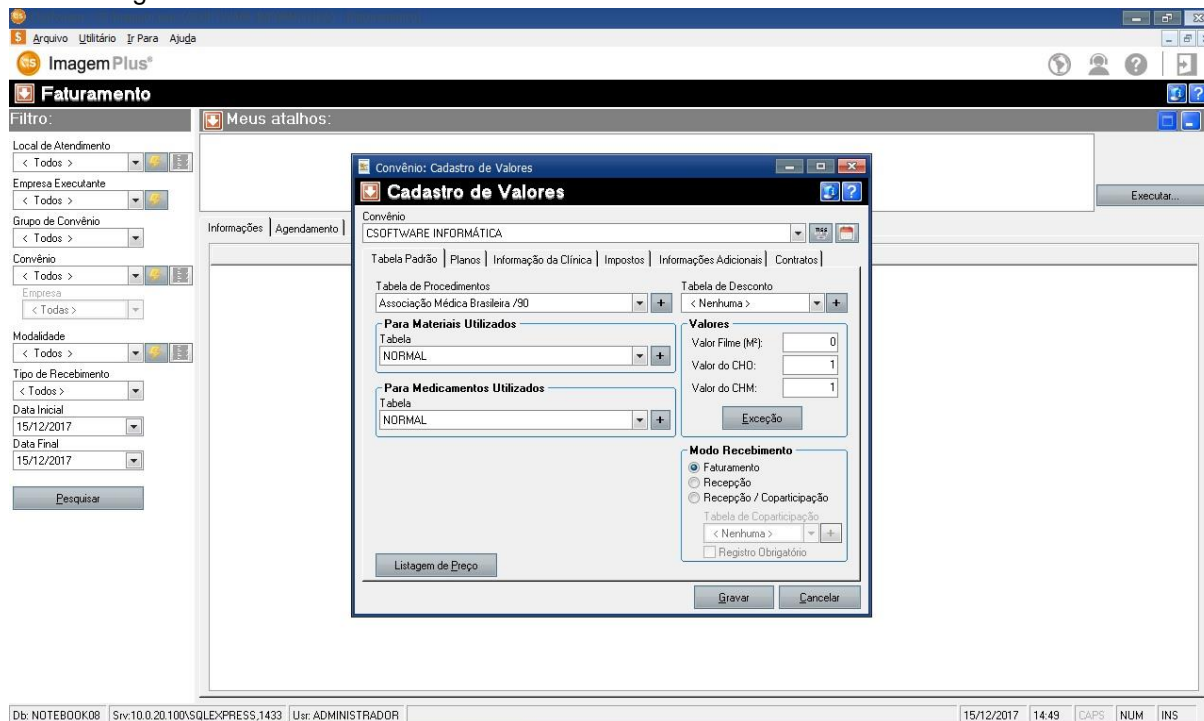 Arquivo Utilitário Ir Para Ajuda
ImagemPlus®
Faturamento
Filtro:
Meus atalhos:
Local de Atendimento
< Todos >
Empresa Executante
< Todos >
Grupo de Convênio
< Todos >
Convênio
< Todos >
Empresa
< Todas >
Modalidade
< Todos >
Tipo de Recebimento
< Todos >
Data Inicial
15/12/2017
Data Final
15/12/2017
Pesquisar
Executar...
Informações Agendamento
Convênio: Cadastro de Valores
Cadastro de Valores
Convênio
CSOFTWARE INFORMÁTICA
Tabela Padrão Planos Informação da Clínica Impostos Informações Adicionais Contratos
Tabela de Procedimentos
Associação Médica Brasileira /90
Tabela de Desconto
< Nenhuma >
Para Materiais Utilizados
Tabela
NORMAL
Para Medicamentos Utilizados
Tabela
NORMAL
Valores
Valor Filme (M²): 0
Valor do CHO: 1
Valor do CHM: 1
Exceção
Modo Recebimento
Faturamento
Recepção
Recepção / Coparticipação
Tabela de Coparticipação
< Nenhuma >
Registro Obrigatório
Listagem de Preço
Gravar Cancelar
Db: NOTEBOOK08 Srv:10.0.20.100\SQLEXPRESS,1433 Usr: ADMINISTRADOR 15/12/2017 14:49 CAPS NUM INS